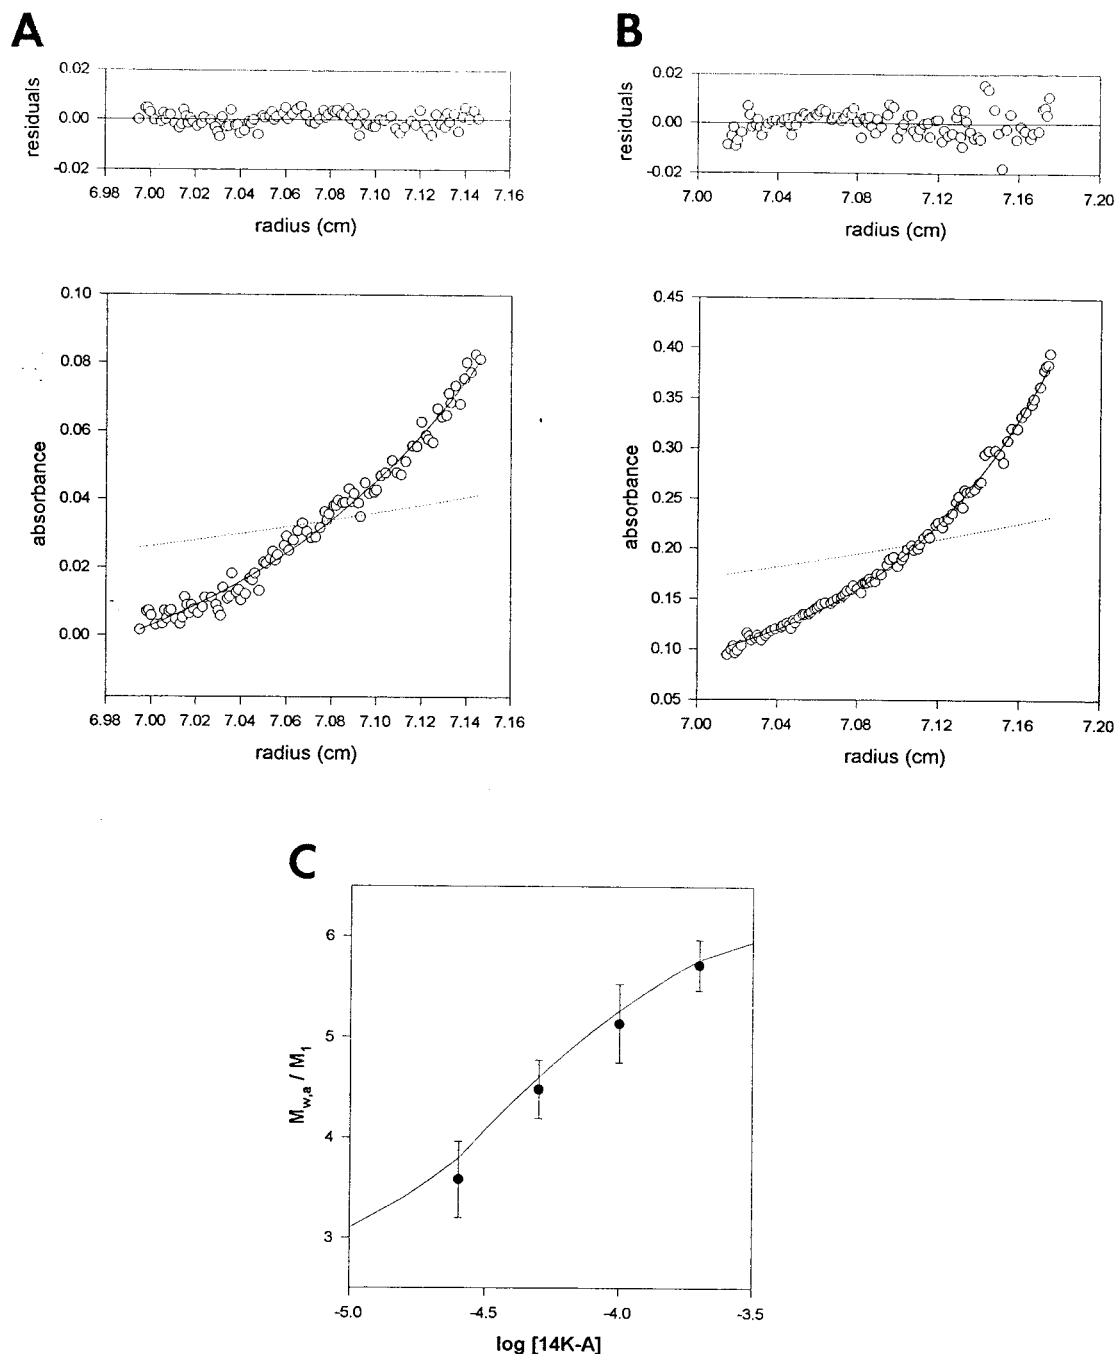 A
B
residuals
0.02
0.00
-0.02
6.98 7.00 7.02 7.04 7.06 7.08 7.10 7.12 7.14 7.16
radius (cm)
residuals
0.02
0.00
-0.02
7.00 7.04 7.08 7.12 7.16 7.20
radius (cm)
absorbance
0.10
0.08
0.06
0.04
0.02
0.00
6.98 7.00 7.02 7.04 7.06 7.08 7.10 7.12 7.14 7.16
radius (cm)
absorbance
0.45
0.40
0.35
0.30
0.25
0.20
0.15
0.10
0.05
7.00 7.04 7.08 7.12 7.16 7.20
radius (cm)
C
M_{w,a} / M_1
6
5
4
3
-5.0 -4.5 -4.0 -3.5
log [14K-A]